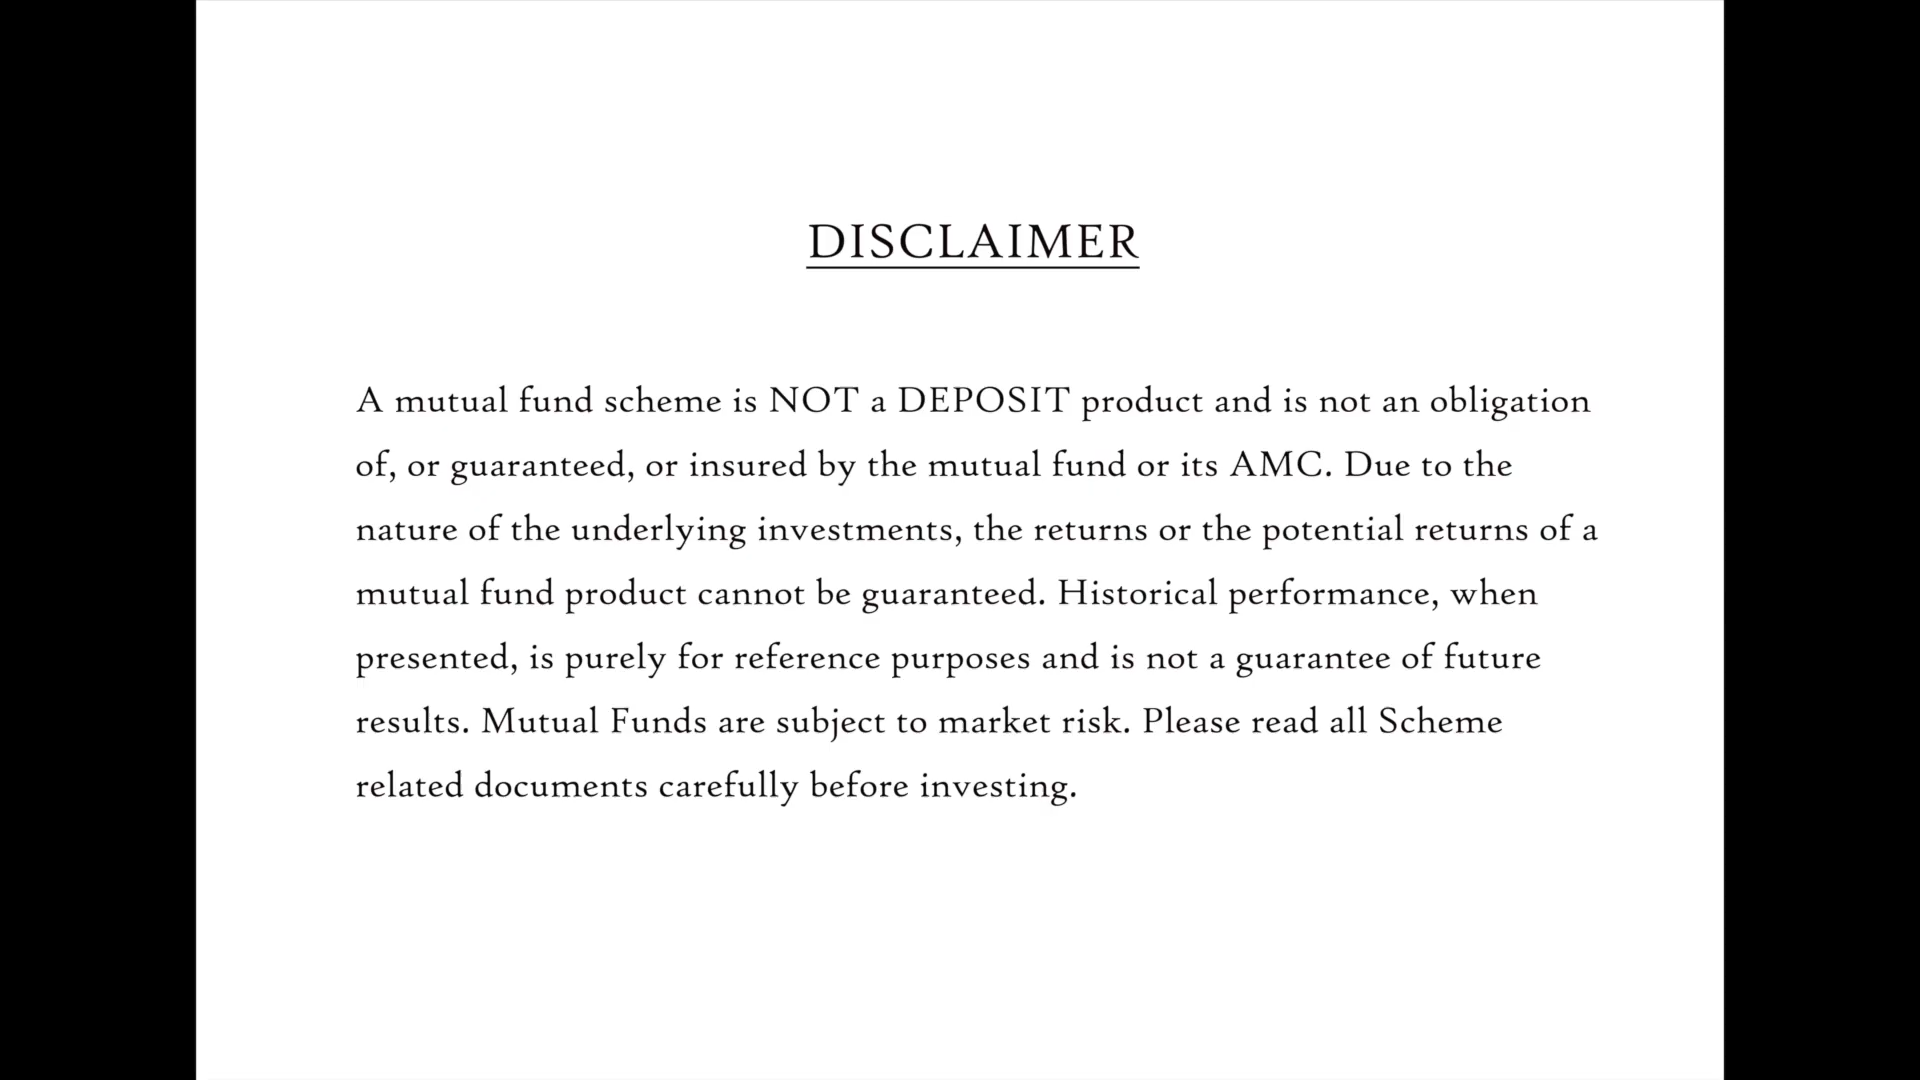 DISCLAIMER
A mutual fund scheme is NOT a DEPOSIT product and is not an obligation
of, or guaranteed, or insured by the mutual fund or its AMC. Due to the
nature of the underlying investments, the returns or the potential returns of a
mutual fund product cannot be guaranteed. Historical performance, when
presented, is purely for reference purposes and is not a guarantee of future
results. Mutual Funds are subject to market risk. Please read all Scheme
related documents carefully before investing.